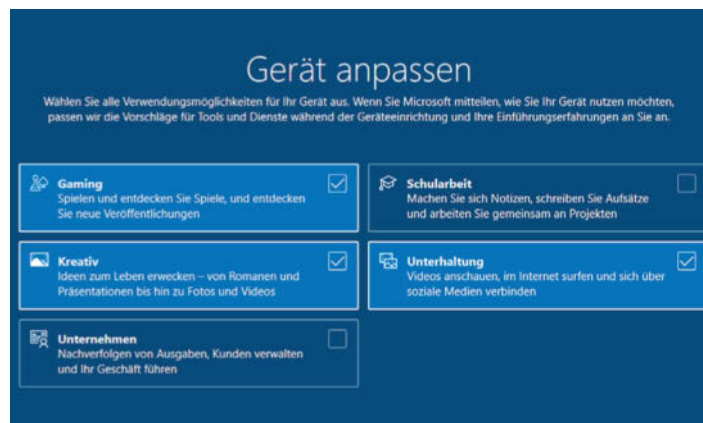 Gerät anpassen
Wählen Sie alle Verwendungsmöglichkeiten für Ihr Gerät aus. Wenn Sie Microsoft mitteilen, wie Sie Ihr Gerät nutzen möchten,
passen wir die Vorschläge für Tools und Dienste während der Geräteeinrichtung und Ihre Einführungserfahrungen an Sie an.
Gaming
Spielen und entdecken Sie Spiele, und entdecken
Sie neue Veröffentlichungen
Schularbeit
Machen Sie sich Notizen, schreiben Sie Aufsätze
und arbeiten Sie gemeinsam an Projekten
Kreativ
Ideen zum Leben erwecken – von Romanen und
Präsentationen bis hin zu Fotos und Videos
Unterhaltung
Videos anschauen, im Internet surfen und sich über
soziale Medien verbinden
Unternehmen
Nachverfolgen von Ausgaben, Kunden verwalten
und Ihr Geschäft führen